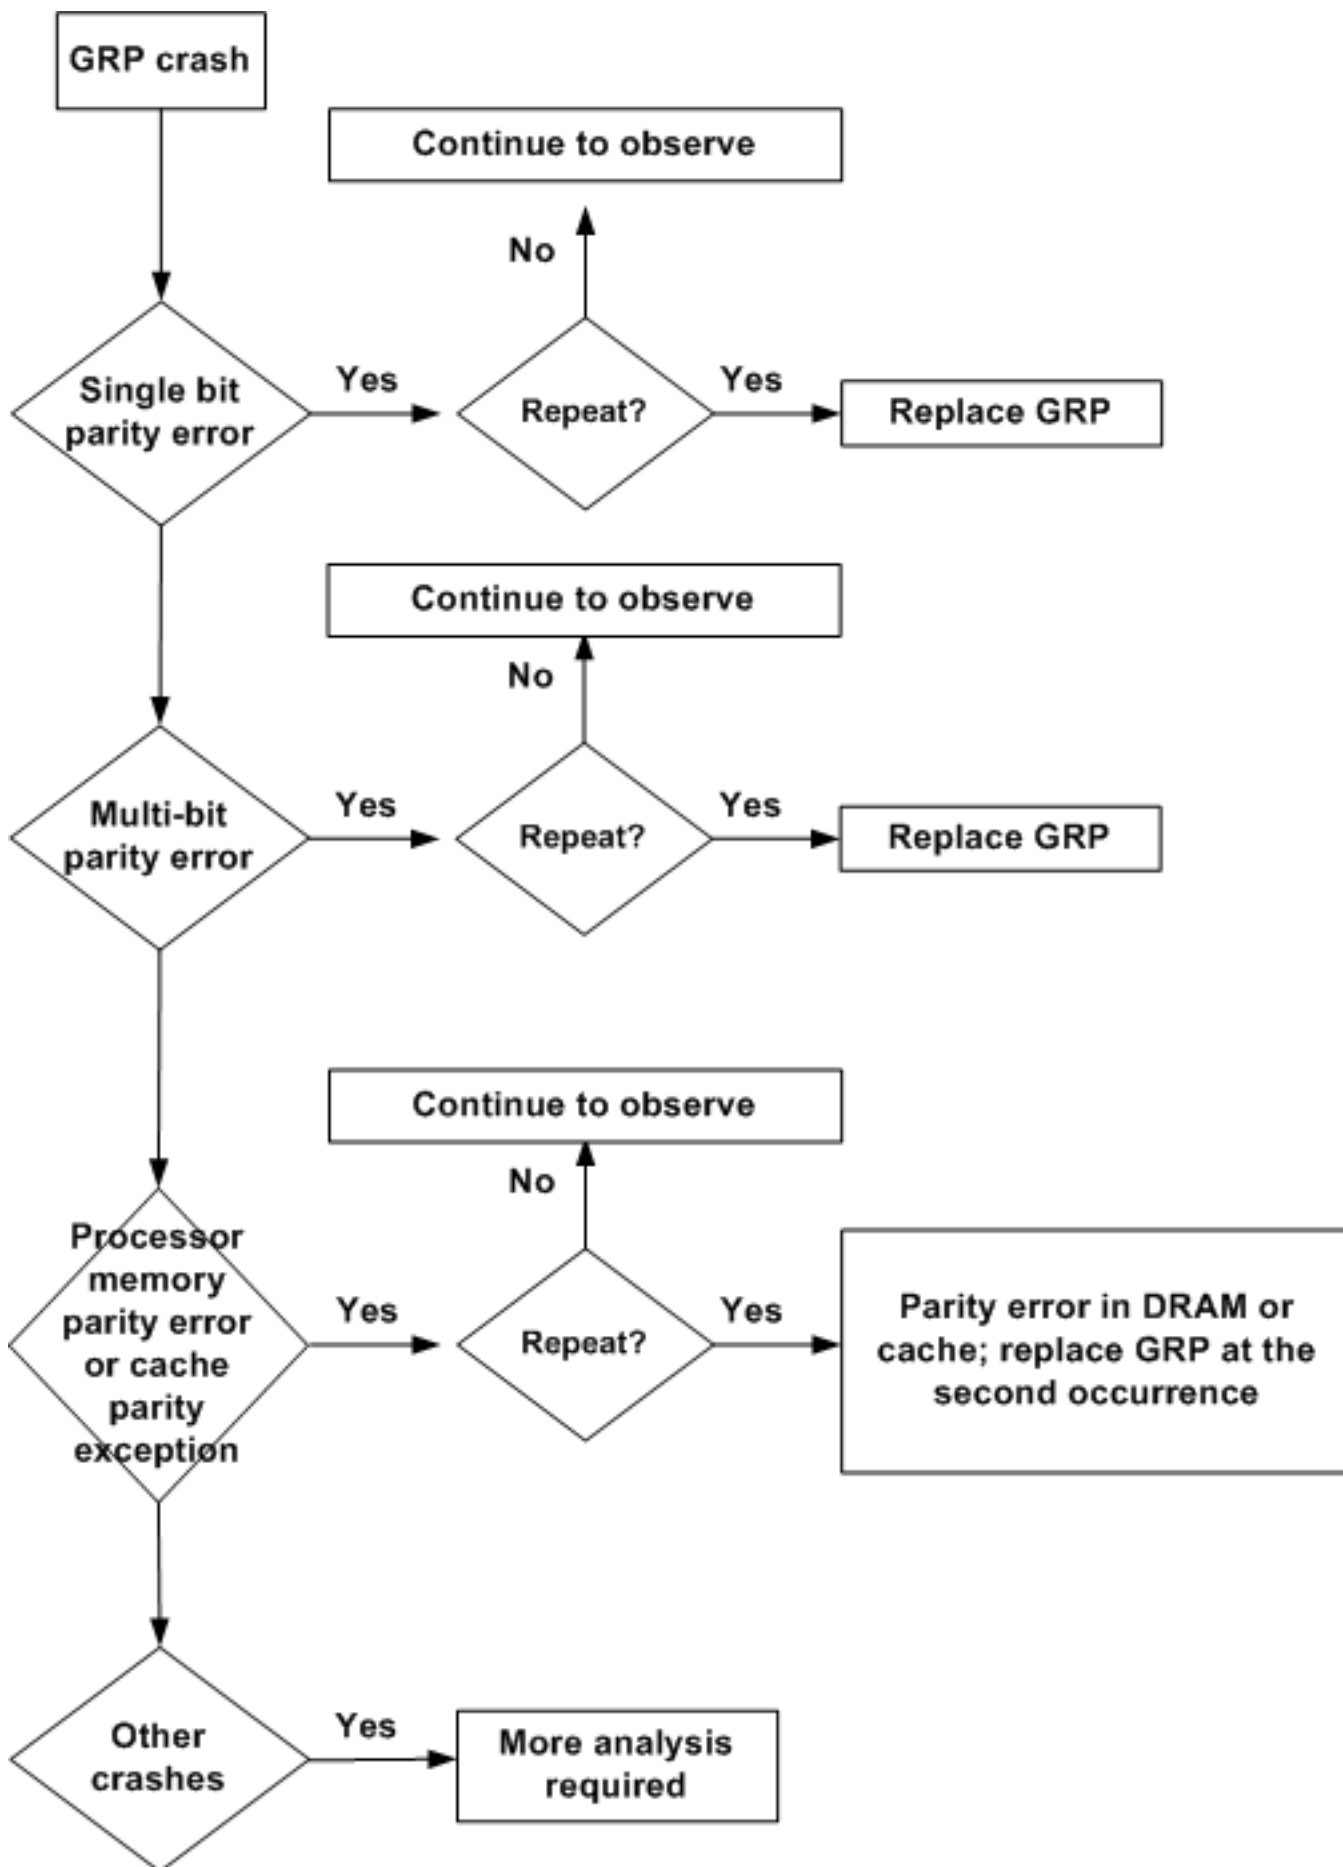 GRP crash
Continue to observe
No
Single bit
parity error
Yes
Repeat?
Yes
Replace GRP
Continue to observe
No
Multi-bit
parity error
Yes
Repeat?
Yes
Replace GRP
Continue to observe
No
Processor
memory
parity error
or cache
parity
exception
Yes
Repeat?
Yes
Parity error in DRAM or
cache; replace GRP at the
second occurrence
Other
crashes
Yes
More analysis
required